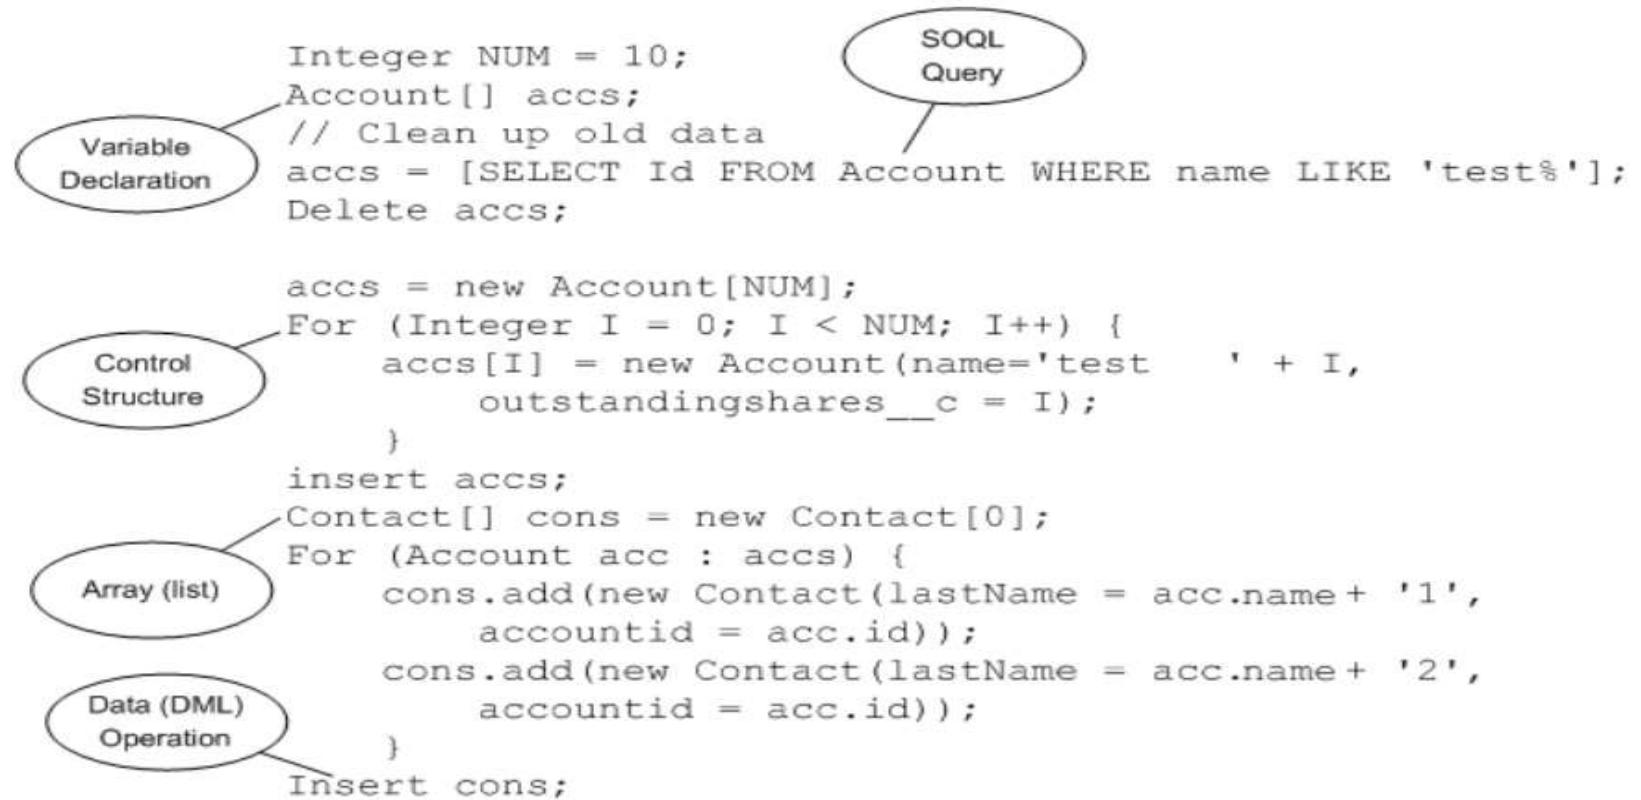 Integer NUM = 10;
SOQL
Query
Account[] accs;
Variable
Declaration
// Clean up old data
accs = [SELECT Id FROM Account WHERE name LIKE 'test%'];
Delete accs;
accs = new Account[NUM];
For (Integer I = 0; I < NUM; I++) {
Control
Structure
accs[I] = new Account(name='test    ' + I,
outstandingshares__c = I);
}
insert accs;
Contact[] cons = new Contact[0];
Array (list)
For (Account acc : accs) {
cons.add(new Contact(lastName = acc.name+ '1',
accountid = acc.id));
cons.add(new Contact(lastName = acc.name+ '2',
accountid = acc.id));
}
Data (DML)
Operation
Insert cons;